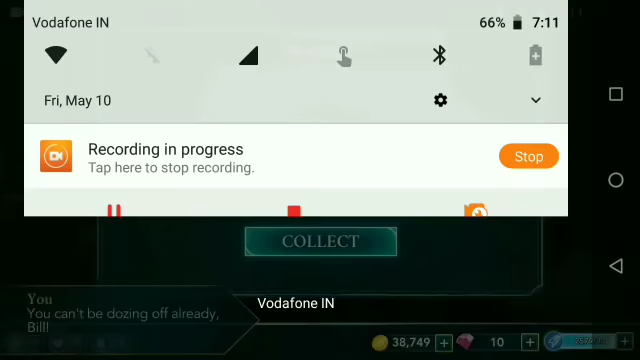 Vodafone IN
66% 7:11
Fri, May 10
Recording in progress
Tap here to stop recording.
Stop
COLLECT
You
You can't be dozing off already,
Bill!
Vodafone IN
38,749
10